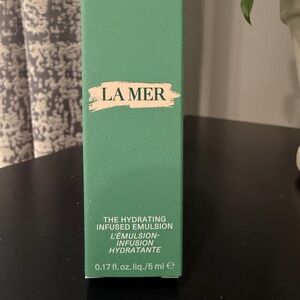 LA MER
THE HYDRATING
INFUSED EMULSION
L'ÉMULSION-
INFUSION
HYDRATANTE
0.17 fl. oz. liq./5 ml ℮